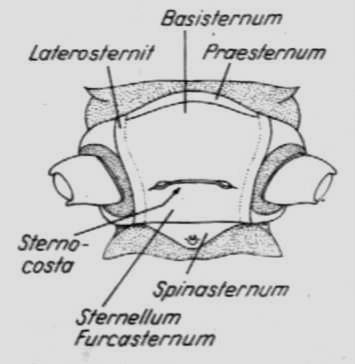 Basisternum
Laterosternit
Praesternum
Sterno-
costa
Spinasternum
Sternellum
Furcasternum